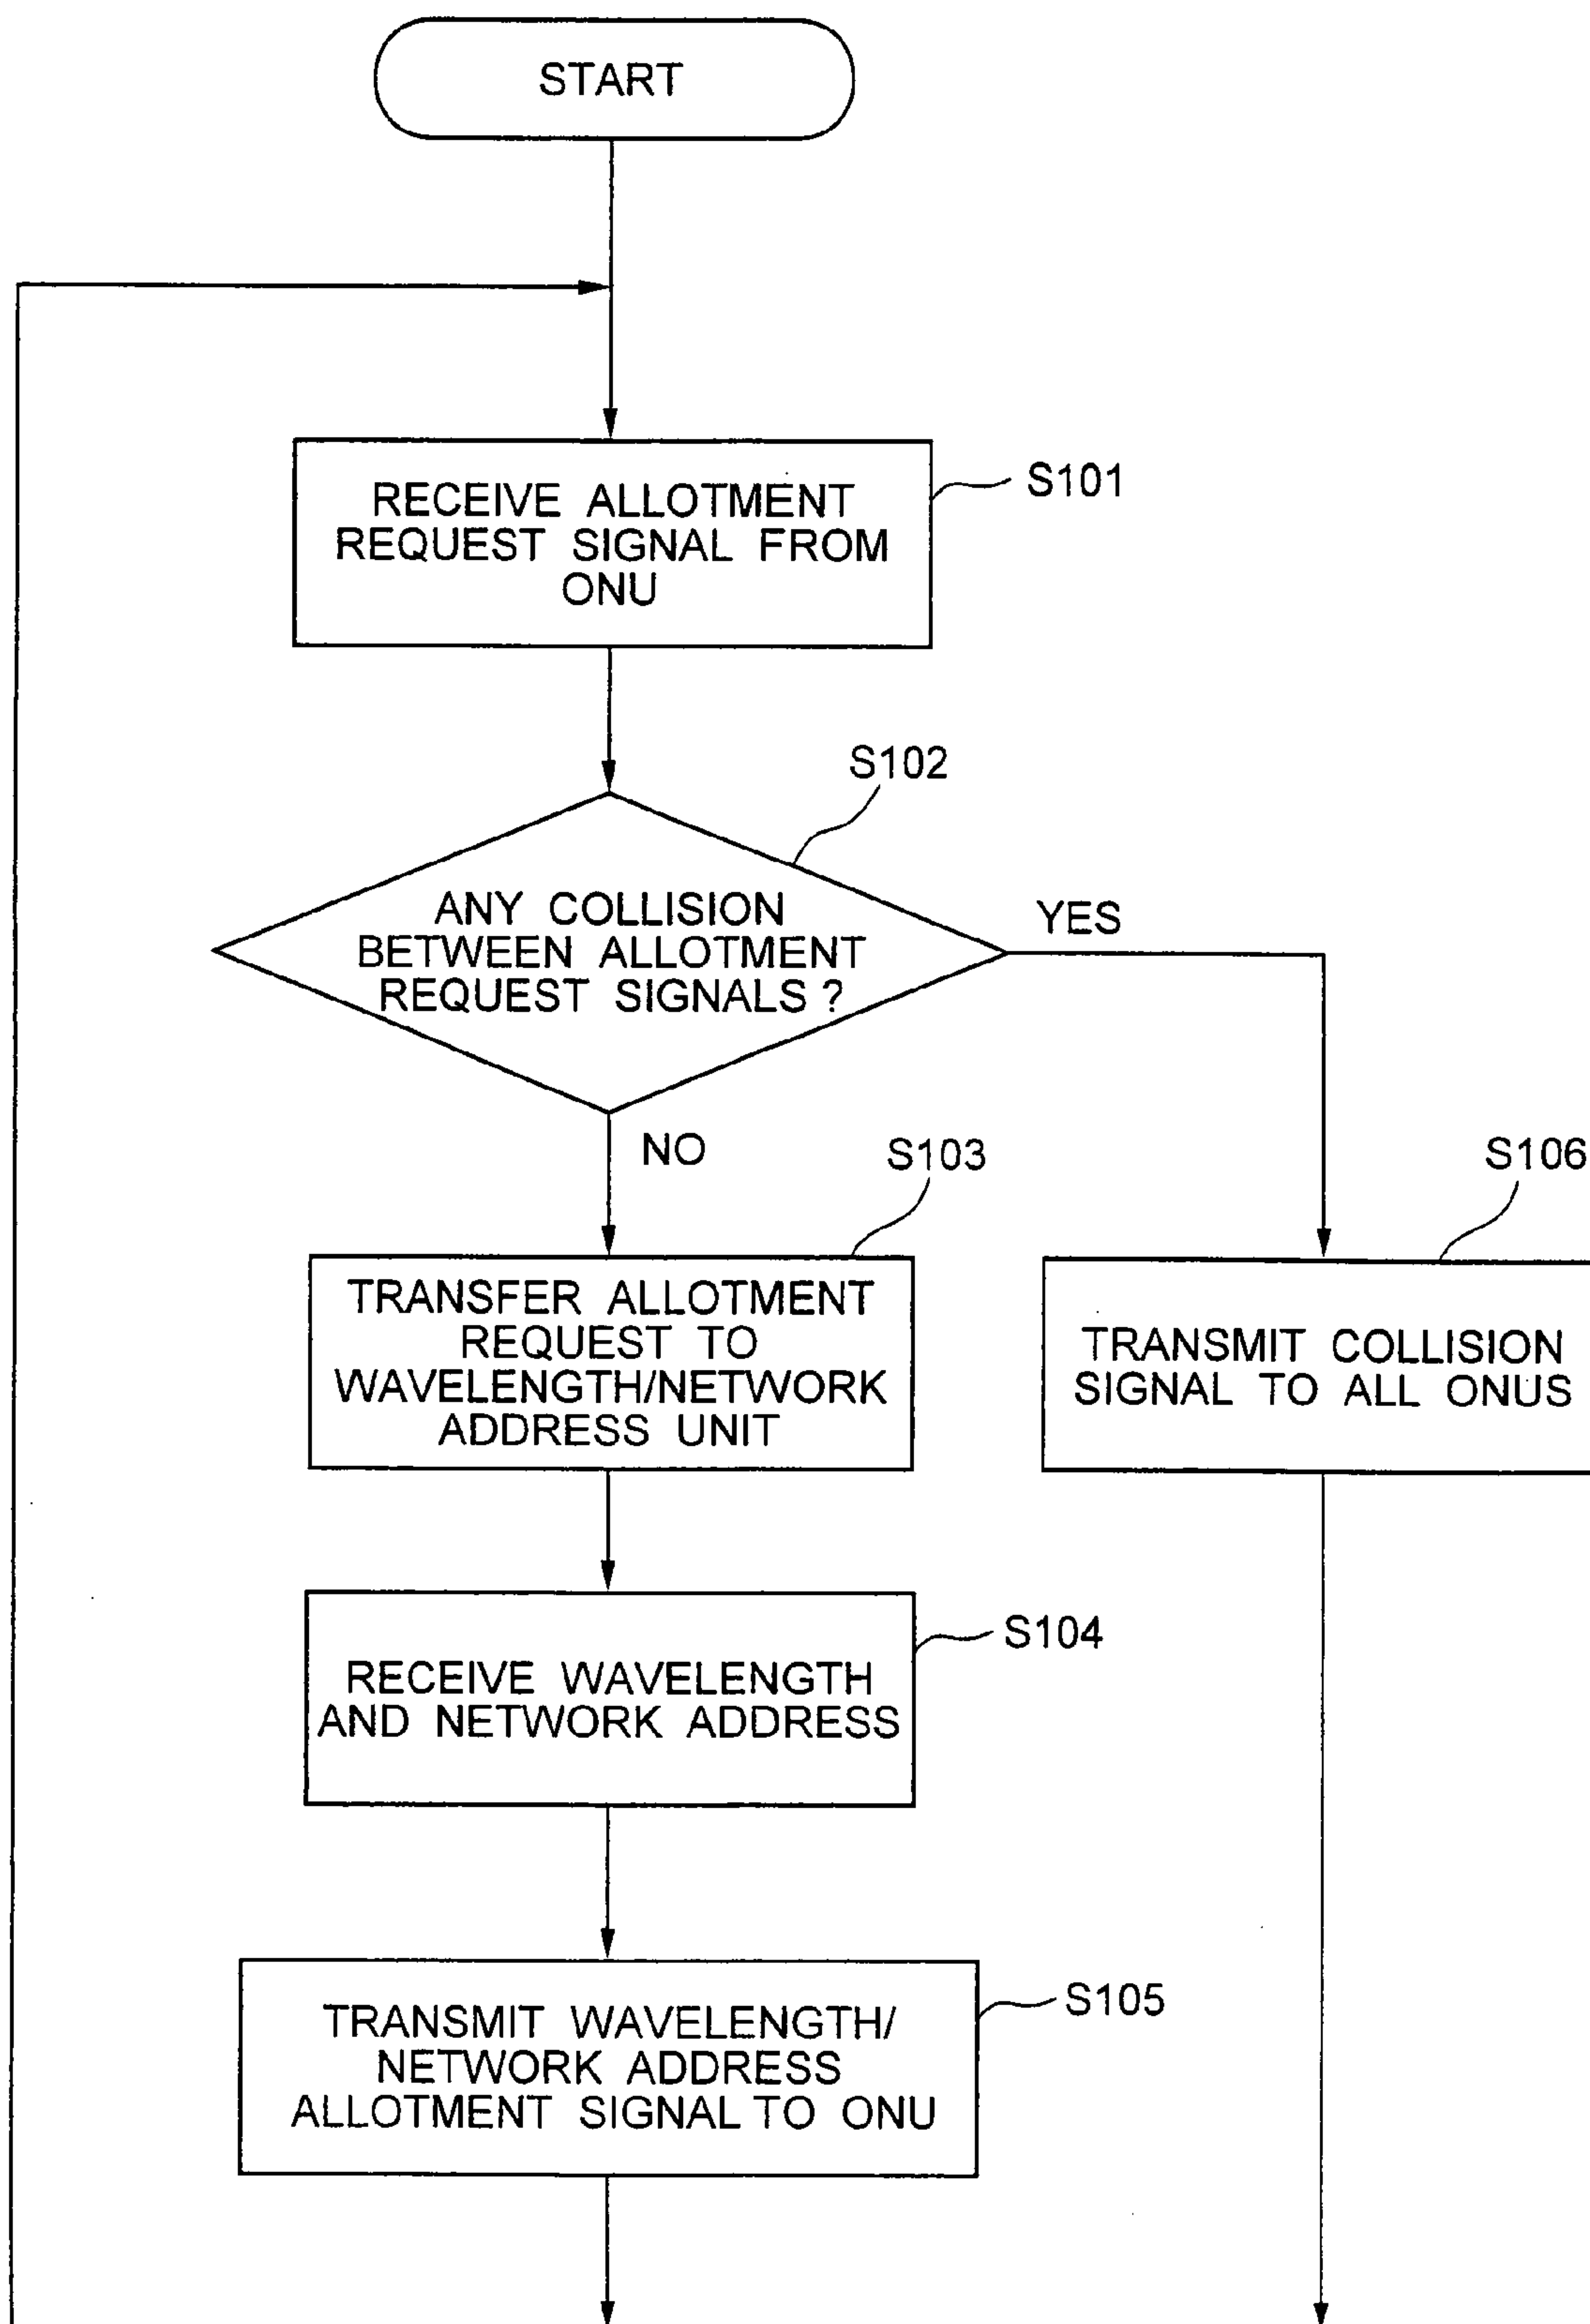 START
RECEIVE ALLOTMENT
REQUEST SIGNAL FROM
ONU
S101
S102
ANY COLLISION
BETWEEN ALLOTMENT
REQUEST SIGNALS ?
YES
NO
S103
TRANSFER ALLOTMENT
REQUEST TO
WAVELENGTH/NETWORK
ADDRESS UNIT
S106
TRANSMIT COLLISION
SIGNAL TO ALL ONUS
S104
RECEIVE WAVELENGTH
AND NETWORK ADDRESS
S105
TRANSMIT WAVELENGTH/
NETWORK ADDRESS
ALLOTMENT SIGNAL TO ONU